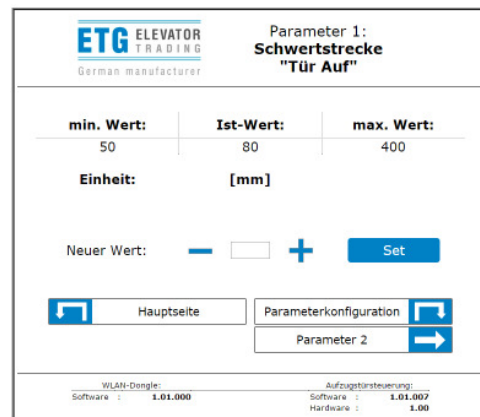 ETG ELEVATOR
TRADING
German manufacturer
Parameter 1:
Schwertstrecke
"Tür Auf"
min. Wert: Ist-Wert: max. Wert:
50 80 400
Einheit: [mm]
Neuer Wert: Set
Hauptseite
Parameterkonfiguration
Parameter 2
WLAN-Dongle: Aufzugstürsteuerung:
Software : 1.01.000 Software : 1.01.007
Hardware : 1.00